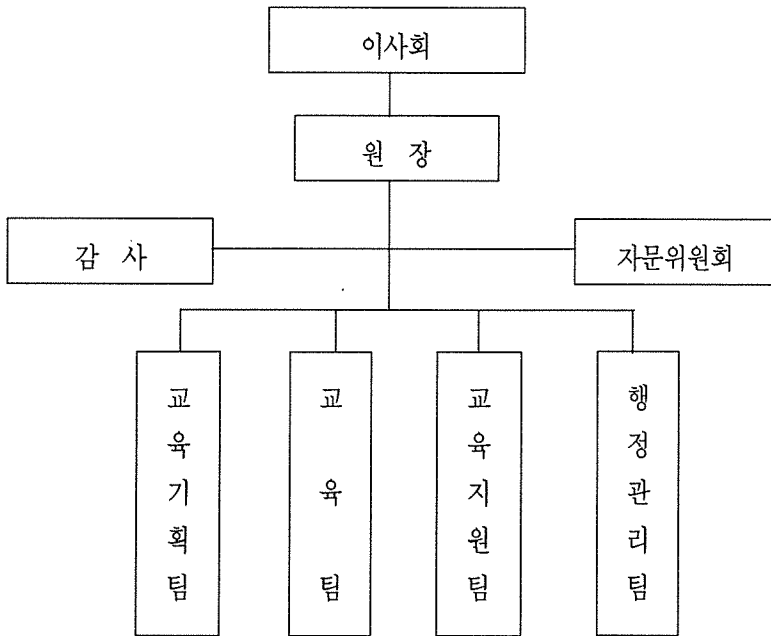 이사회
원 장
감 사
자문위원회
교육기획팀
교육팀
교육지원팀
행정관리팀